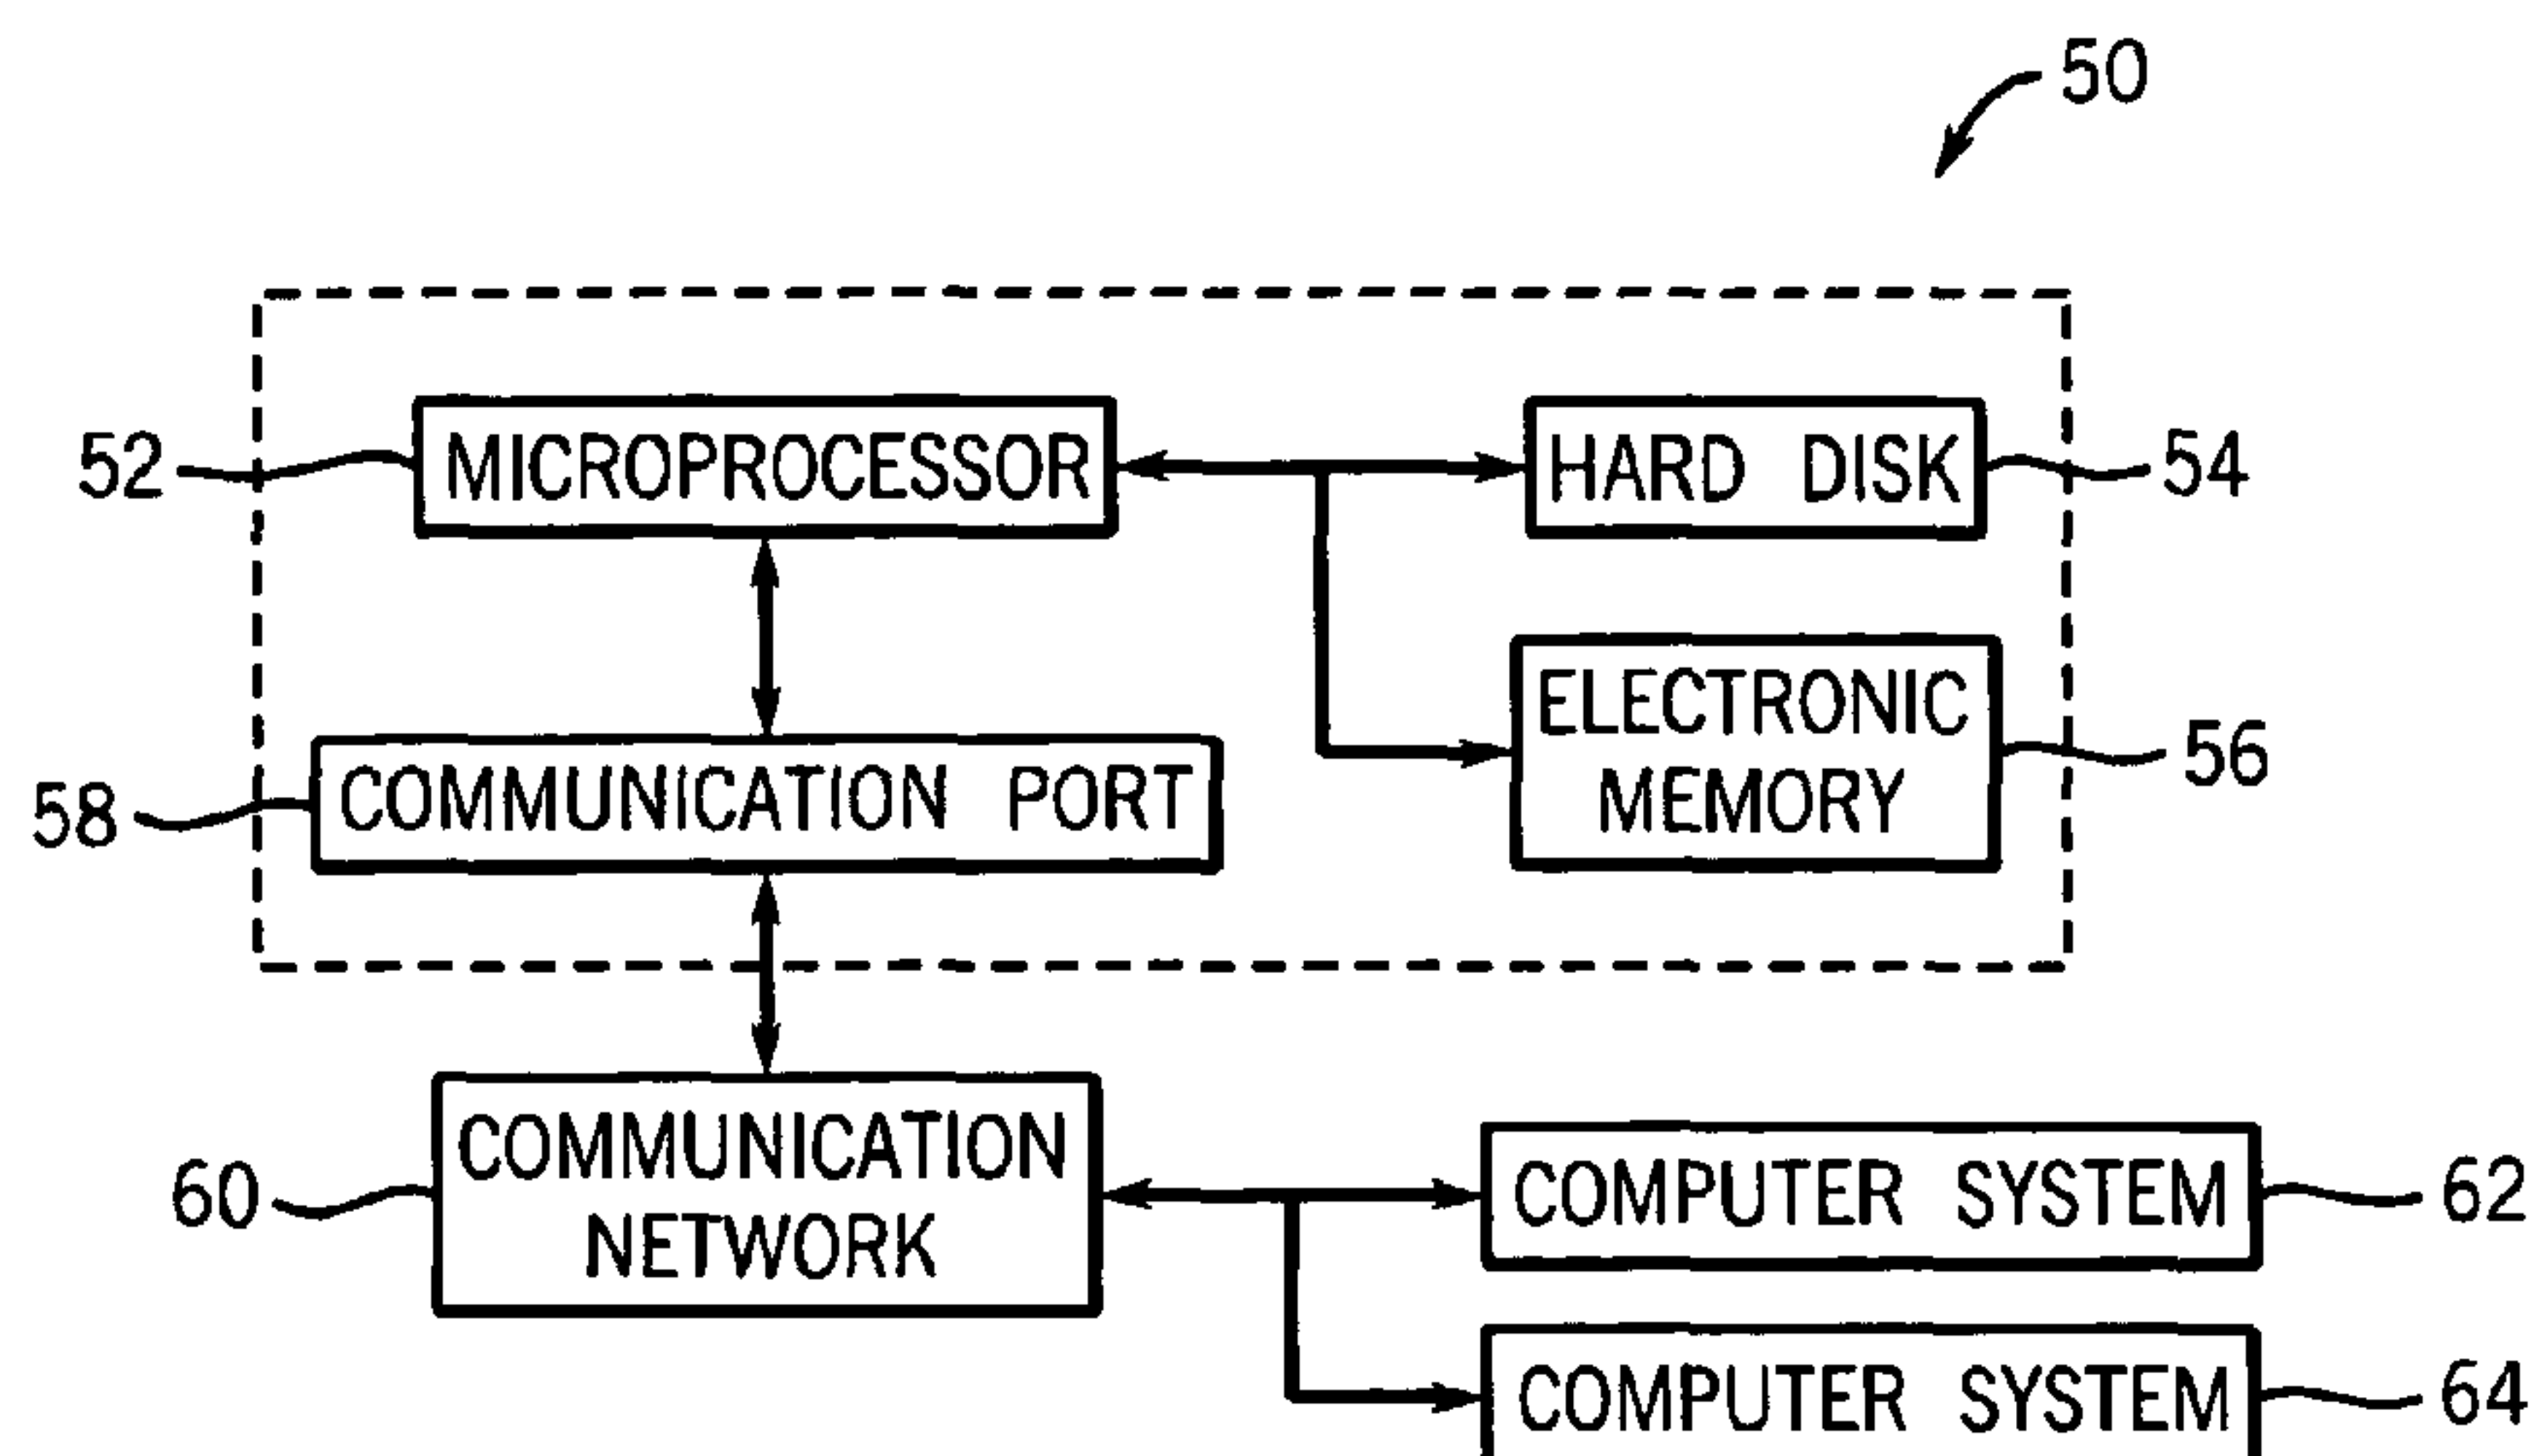 50
52
MICROPROCESSOR
HARD DISK
54
ELECTRONIC
MEMORY
56
58
COMMUNICATION PORT
60
COMMUNICATION
NETWORK
COMPUTER SYSTEM
62
COMPUTER SYSTEM
64